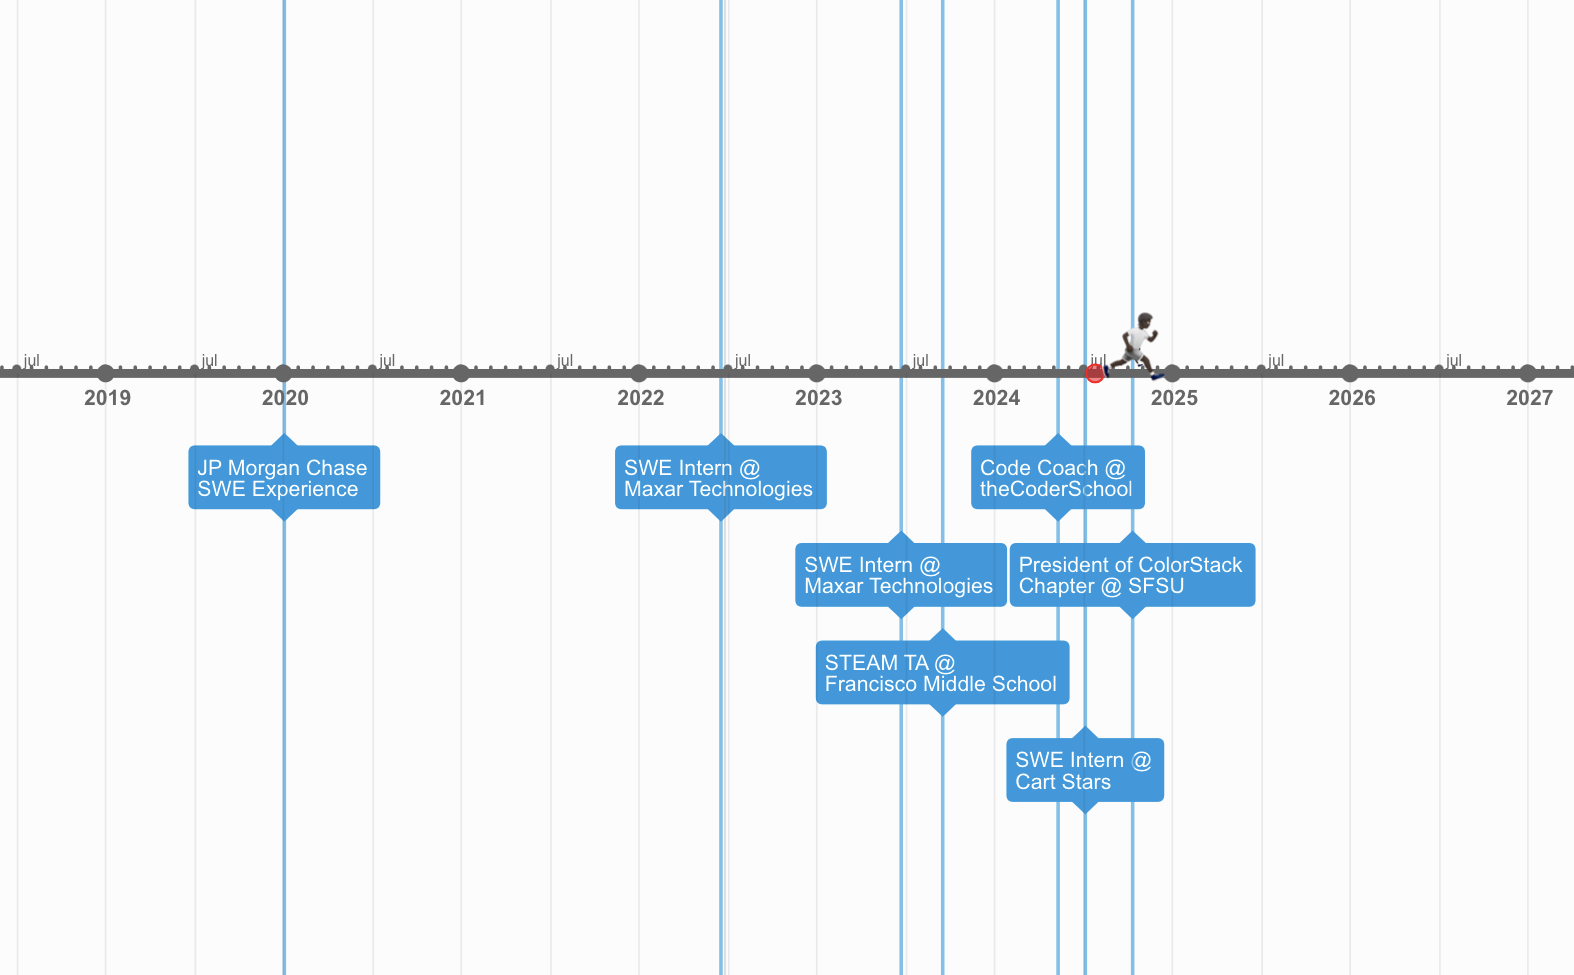 jul
jul
jul
jul
jul
jul
jul
jul
jul
2019
2020
2021
2022
2023
2024
2025
2026
2027
JP Morgan Chase
SWE Experience
SWE Intern @
Maxar Technologies
Code Coach @
theCoderSchool
SWE Intern @
Maxar Technologies
President of ColorStack
Chapter @ SFSU
STEAM TA @
Francisco Middle School
SWE Intern @
Cart Stars